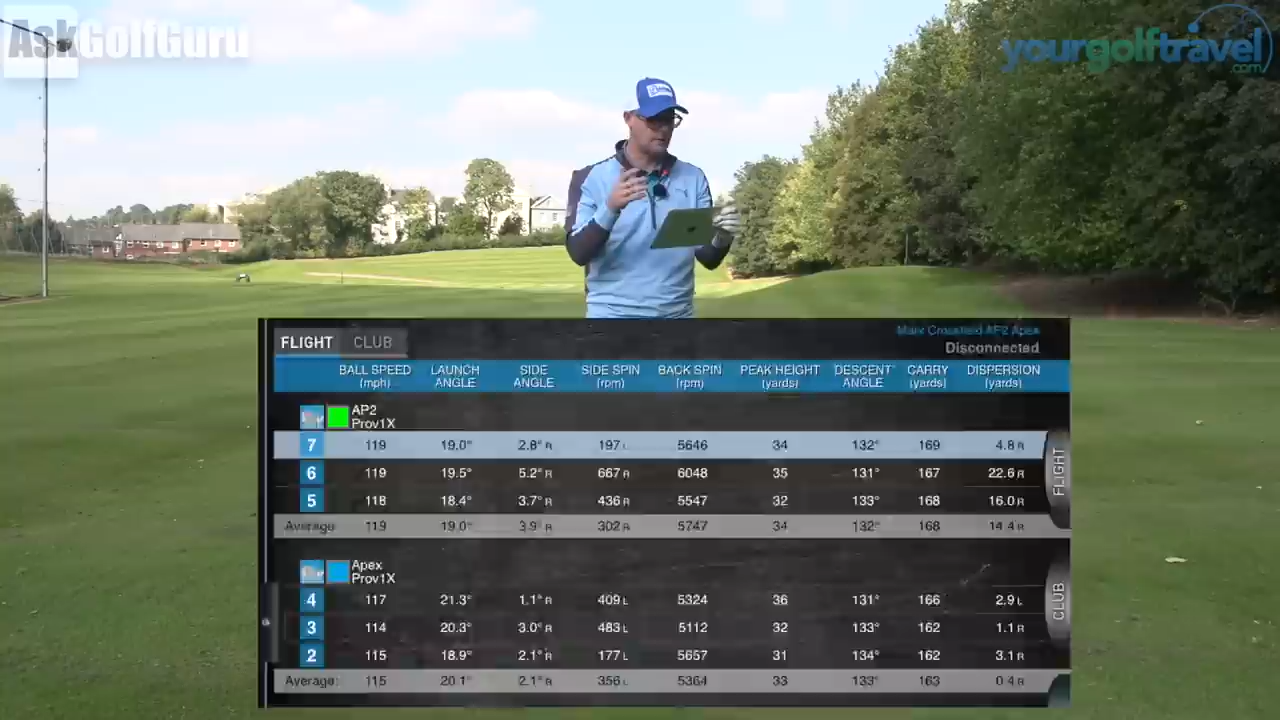 AskGolfGuru
yourgolftravel
.com
FLIGHT CLUB
Mark Crossfield AP2 Apex
Disconnected
BALL SPEED (mph) LAUNCH ANGLE SIDE ANGLE SIDE SPIN (rpm) BACK SPIN (rpm) PEAK HEIGHT (yards) DESCENT ANGLE CARRY (yards) DISPERSION (yards)
AP2
Prov1X
7 119 19.0° 2.8° R 197 L 5646 34 132° 169 4.8 R
6 119 19.5° 5.2° R 667 R 6048 35 131° 167 22.6 R
5 118 18.4° 3.7° R 436 R 5547 32 133° 168 16.0 R
Average: 119 19.0° 3.9° R 302 R 5747 34 132° 168 14.4 R
FLIGHT
Apex
Prov1X
4 117 21.3° 1.1° R 409 L 5324 36 131° 166 2.9 L
3 114 20.3° 3.0° R 483 L 5112 32 133° 162 1.1 R
2 115 18.9° 2.1° R 177 L 5657 31 134° 162 3.1 R
Average: 115 20.1° 2.1° R 356 L 5364 33 133° 163 0.4 R
CLUB